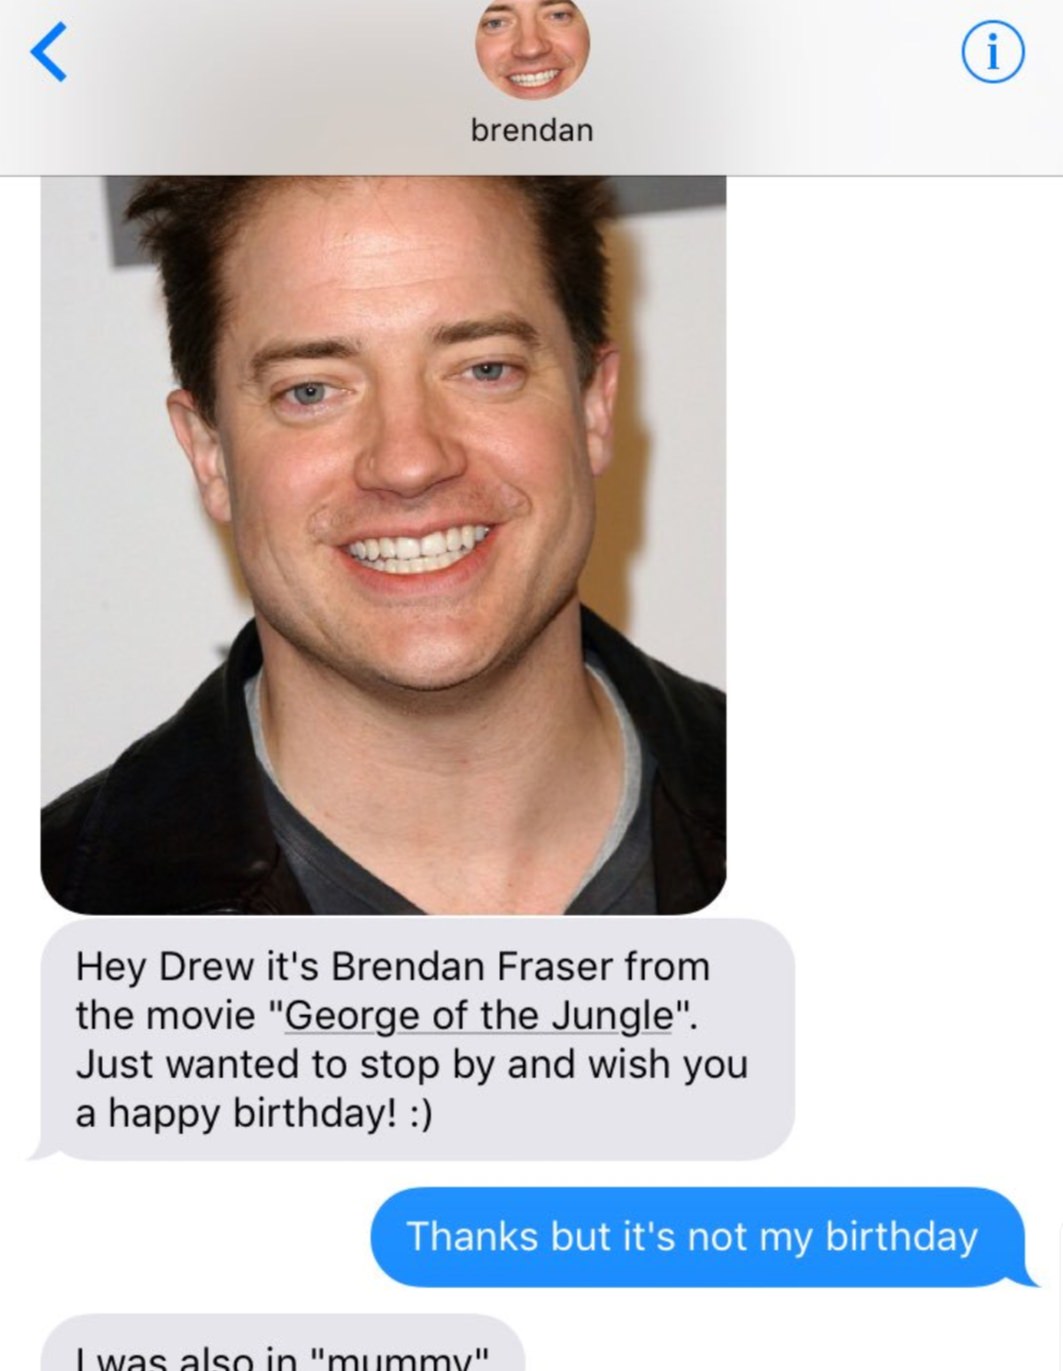 brendan
Hey Drew it's Brendan Fraser from
the movie "George of the Jungle".
Just wanted to stop by and wish you
a happy birthday! :)
Thanks but it's not my birthday
I was also in "mummy"